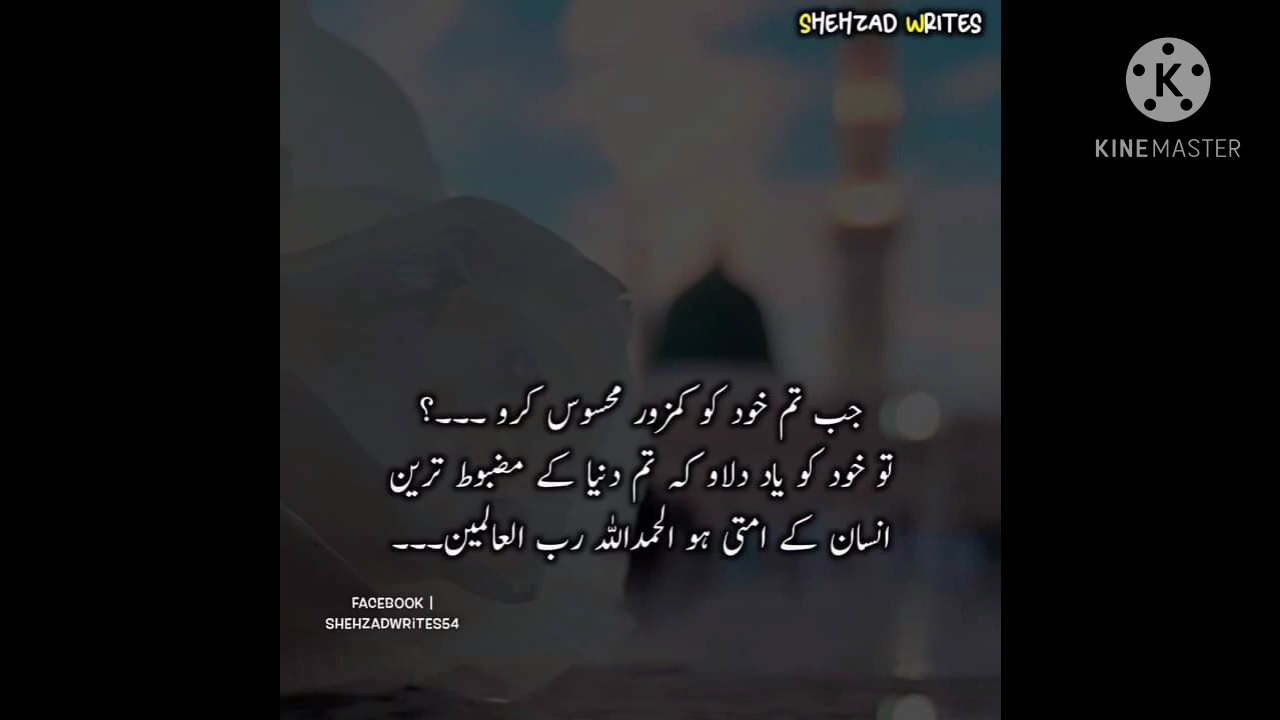 SHEHZAD WRITES
K
KINEMASTER
جب تم خود کو کمزور محسوس کرو ۔۔۔؟
تو خود کو یاد دلاو کہ تم دنیا کے مضبوط ترین
انسان کے امتی ہو الحمداللہ رب العالمین۔۔۔
FACEBOOK |
SHEHZADWRITES54